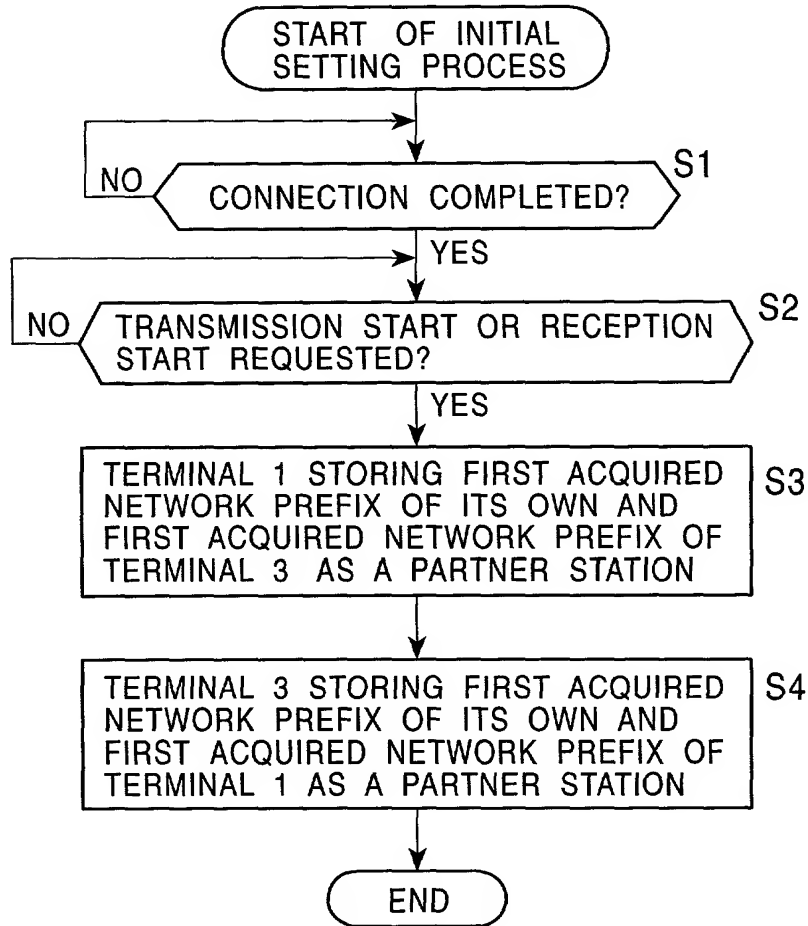 START OF INITIAL
SETTING PROCESS
S1
NO
CONNECTION COMPLETED?
YES
S2
NO
TRANSMISSION START OR RECEPTION
START REQUESTED?
YES
TERMINAL 1 STORING FIRST ACQUIRED
NETWORK PREFIX OF ITS OWN AND
FIRST ACQUIRED NETWORK PREFIX OF
TERMINAL 3 AS A PARTNER STATION
S3
TERMINAL 3 STORING FIRST ACQUIRED
NETWORK PREFIX OF ITS OWN AND
FIRST ACQUIRED NETWORK PREFIX OF
TERMINAL 1 AS A PARTNER STATION
S4
END